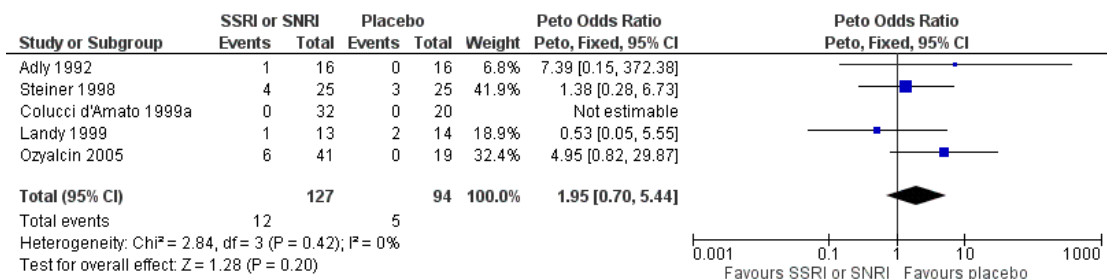 SSRI or SNRI Placebo Peto Odds Ratio Peto Odds Ratio
Study or Subgroup Events Total Events Total Weight Peto, Fixed, 95% CI Peto, Fixed, 95% CI
Adly 1992 1 16 0 16 6.8% 7.39 [0.15, 372.38]
Steiner 1998 4 25 3 25 41.9% 1.38 [0.28, 6.73]
Colucci d'Amato 1999a 0 32 0 20 Not estimable
Landy 1999 1 13 2 14 18.9% 0.53 [0.05, 5.55]
Ozyalcin 2005 6 41 0 19 32.4% 4.95 [0.82, 29.87]
Total (95% CI) 127 94 100.0% 1.95 [0.70, 5.44]
Total events 12 5
Heterogeneity: Chi² = 2.84, df = 3 (P = 0.42); I² = 0%
Test for overall effect: Z = 1.28 (P = 0.20)
0.001 0.1 1 10 1000
Favours SSRI or SNRI Favours placebo